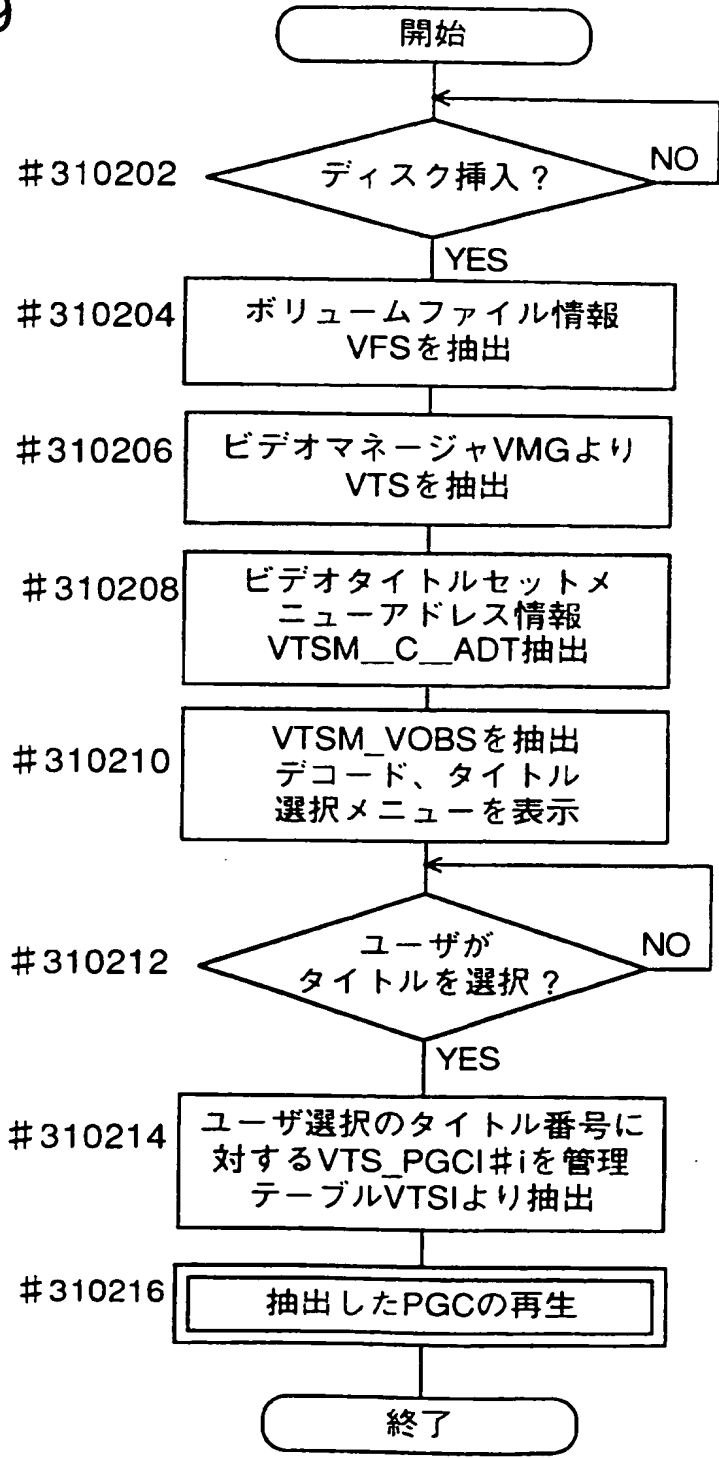 9
開始
#310202
ディスク挿入?
NO
YES
#310204
ボリュームファイル情報
VFSを抽出
#310206
ビデオマネージャVMGより
VTSを抽出
#310208
ビデオタイトルセットメ
ニューアドレス情報
VTSM__C__ADT抽出
#310210
VTSM_VOBSを抽出
デコード、タイトル
選択メニューを表示
#310212
ユーザが
タイトルを選択?
NO
YES
#310214
ユーザ選択のタイトル番号に
対するVTS_PGCI#iを管理
テーブルVTSIより抽出
#310216
抽出したPGCの再生
終了